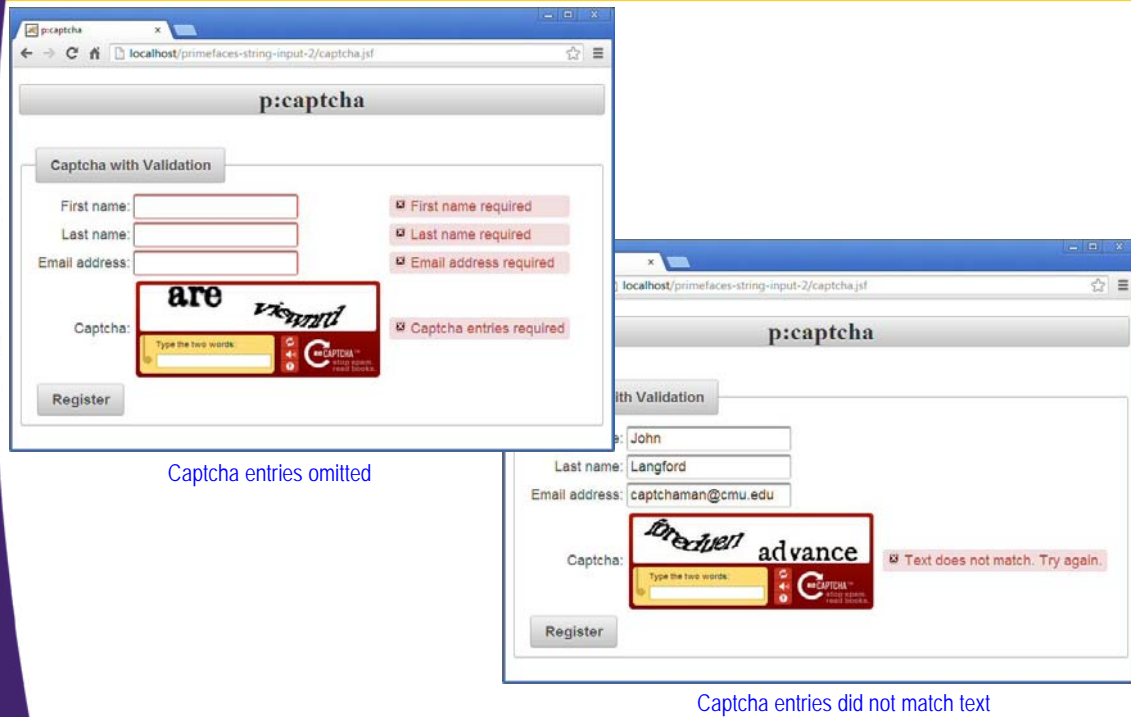 p:captcha
localhost/primefaces-string-input-2/captcha.jsf
p:captcha
Captcha with Validation
First name:
First name required
Last name:
Last name required
Email address:
Email address required
are
Captcha:
Captcha entries required
Type the two words:
reCAPTCHA™
stop spam.
read books.
Register
Captcha entries omitted
localhost/primefaces-string-input-2/captcha.jsf
p:captcha
ith Validation
e: John
Last name: Langford
Email address: captchaman@cmu.edu
advance
Captcha:
Text does not match. Try again.
Type the two words:
reCAPTCHA™
stop spam.
read books.
Register
Captcha entries did not match text